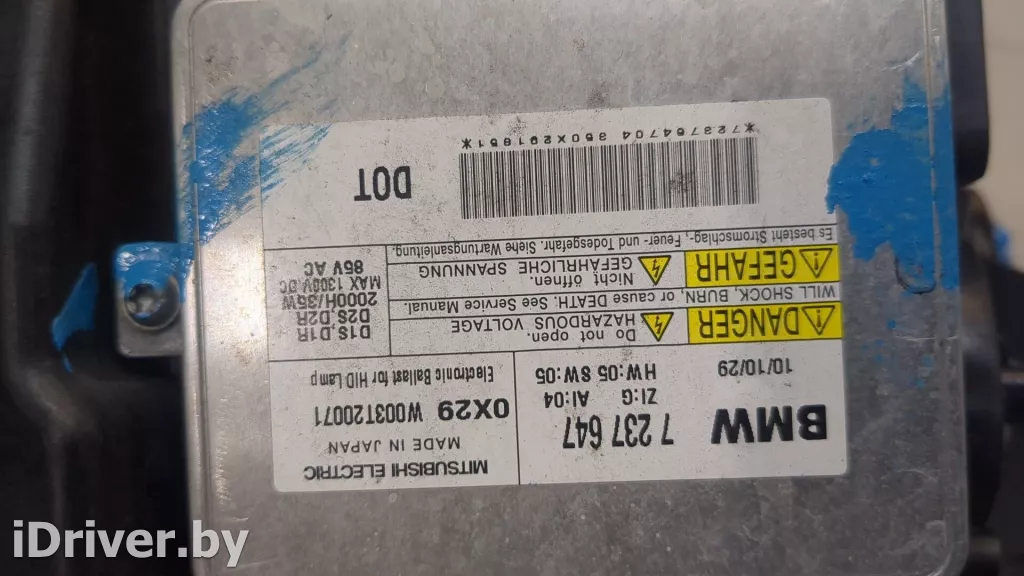 MITSUBISHI ELECTRIC
MADE IN JAPAN
0X29 W003T20071
Electronic Ballast for HID Lamp
BMW
7 237 647
ZI:G AI:04
10/10/29
HW:05 SW:05
D1S,D1R
D2S,D2R
2000H/35W
MAX 1300V DC
85V AC
DANGER
Do not open.
HAZARDOUS VOLTAGE
WILL SHOCK, BURN, or cause DEATH: See Service Manual.
GEFAHR
Nicht öffnen.
GEFÄHRLICHE SPANNUNG
Es besteht Stromschlag-, Feuer- und Todesgefahr. Siehe Wartungsanleitung.
DOT
iDriver.by